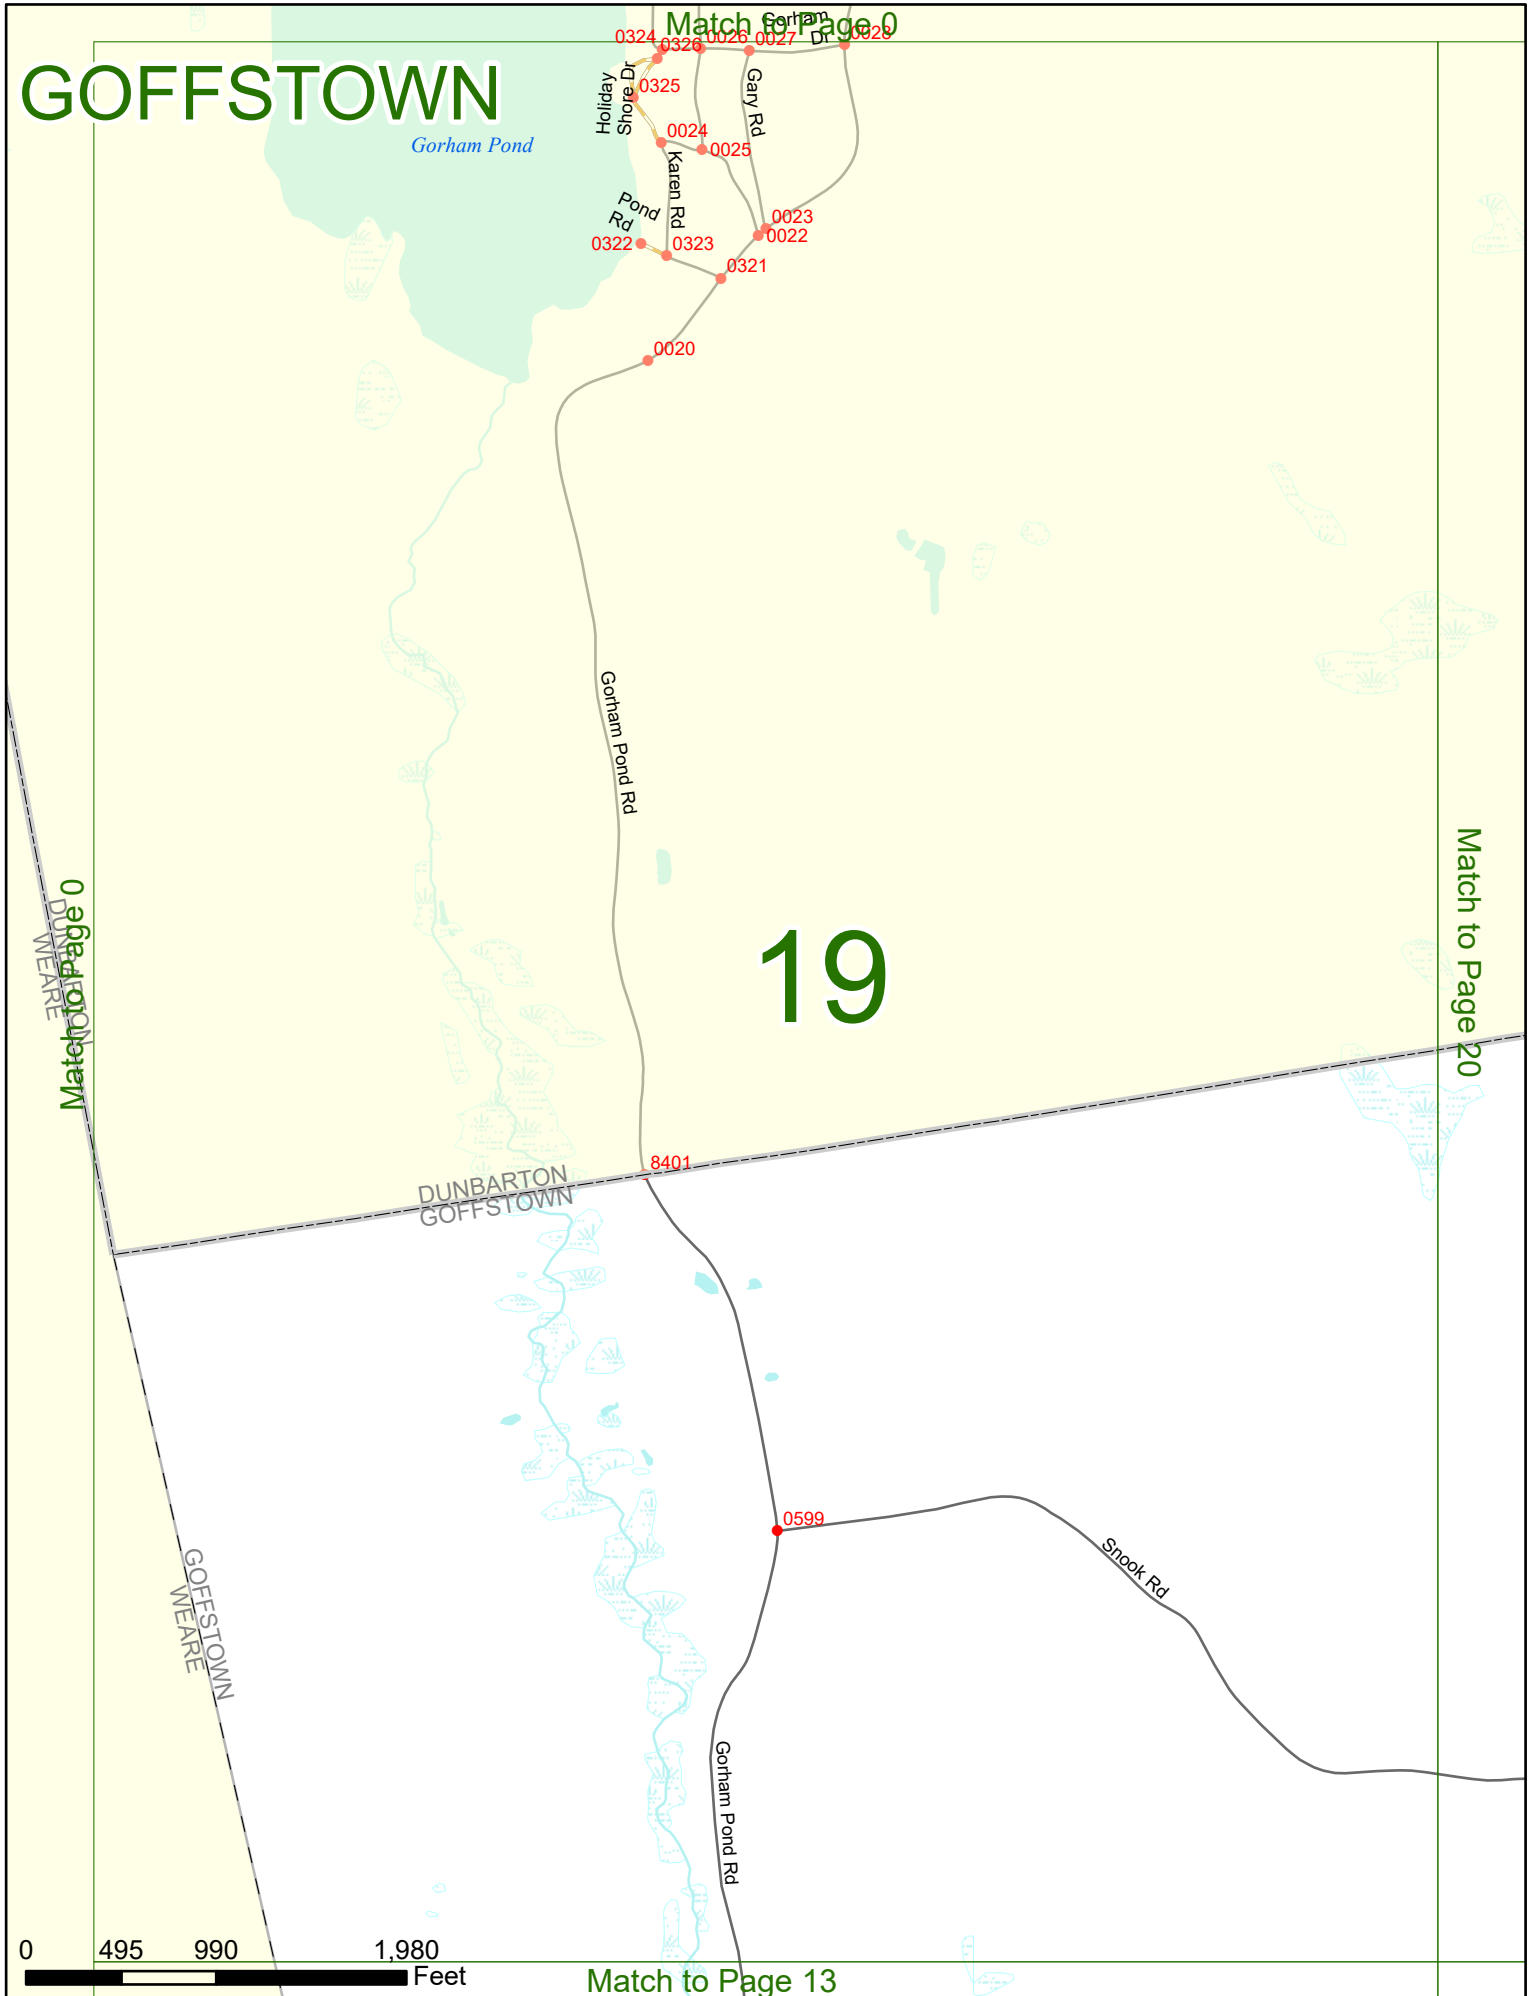 Match to Page 0
Gorham
Dr
0324
0326
0026
0027
0028
GOFFSTOWN
Holiday
Shore Dr
0325
Gary Rd
Gorham Pond
0024
0025
Karen Rd
Pond
Rd
0322
0323
0023
0022
0321
0020
Gorham Pond Rd
Match to Page 0
DUNBARTON
WEARE
19
Match to Page 20
8401
DUNBARTON
GOFFSTOWN
0599
Snook Rd
GOFFSTOWN
WEARE
Gorham Pond Rd
0 495 990 1,980
Feet
Match to Page 13